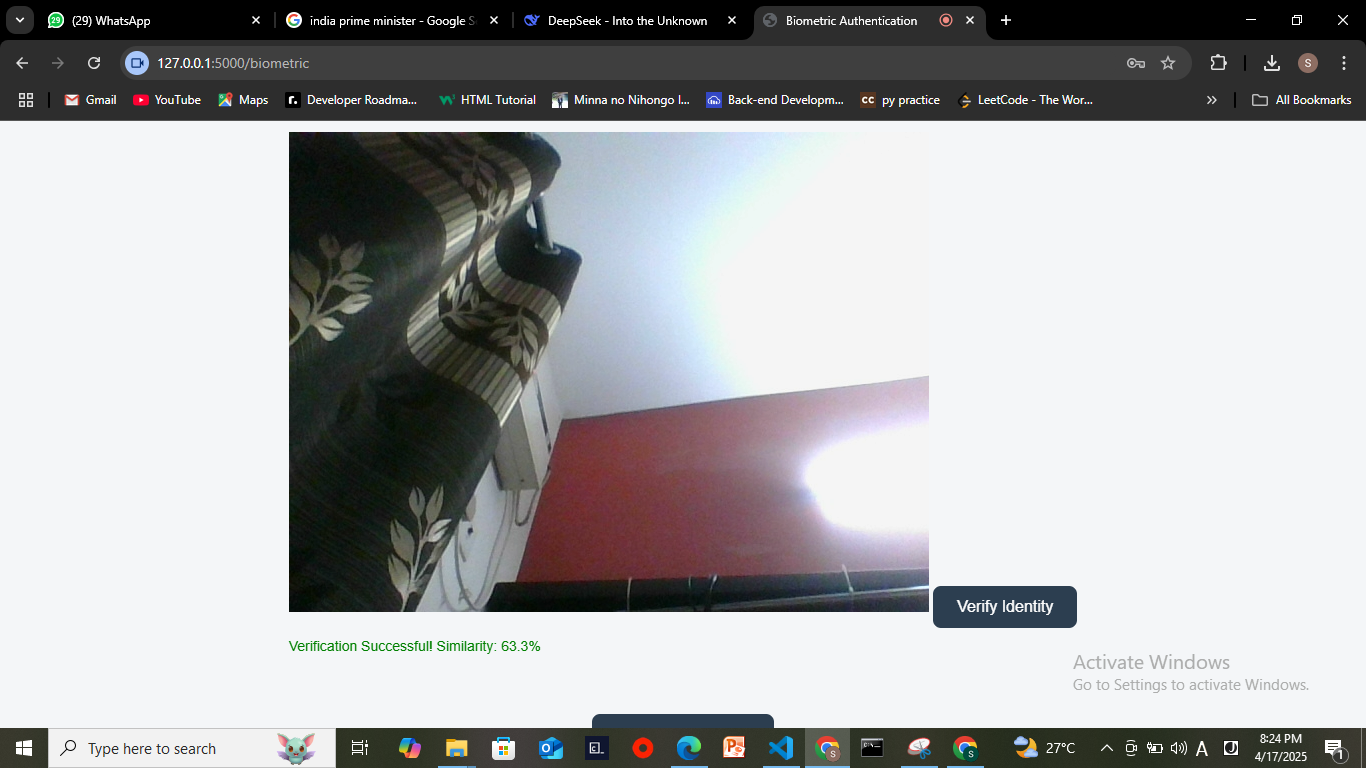 (29) WhatsApp
india prime minister - Google S
DeepSeek - Into the Unknown
Biometric Authentication
127.0.0.1:5000/biometric
S
Gmail
YouTube
Maps
r.
Developer Roadma...
HTML Tutorial
Minna no Nihongo I...
Back-end Developm...
CC
py practice
LeetCode - The Wor...
All Bookmarks
Verify Identity
Verification Successful! Similarity: 63.3%
Activate Windows
Go to Settings to activate Windows.
Type here to search
27°C
A
8:24 PM
4/17/2025
1